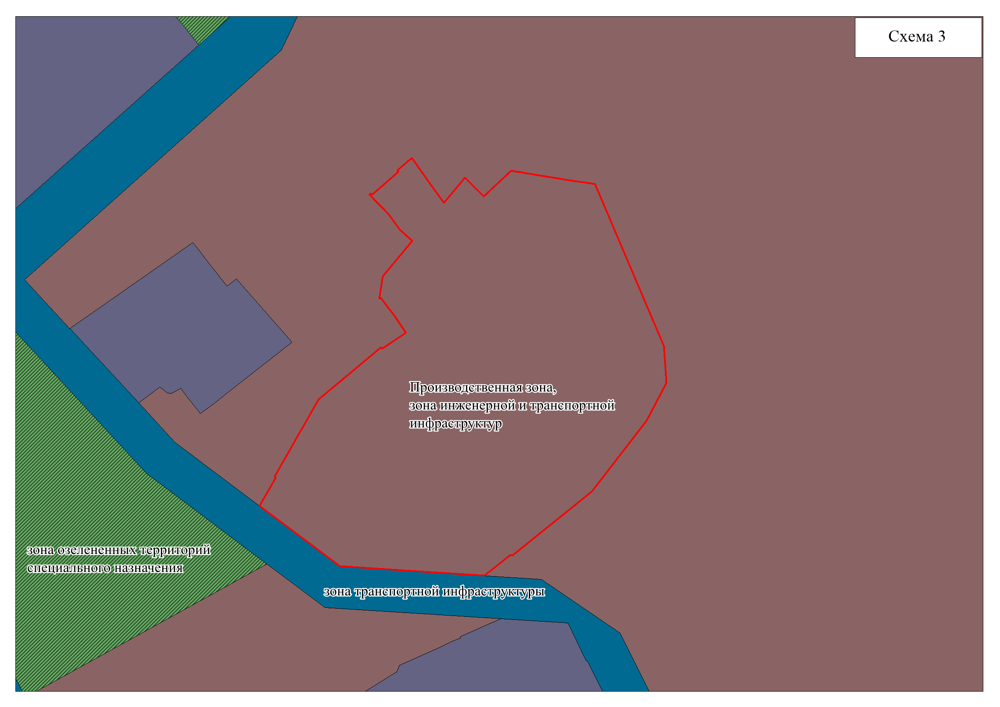 Схема 3
Производственная зона,
зона инженерной и транспортной
инфраструктур
зона озелененных территорий
специального назначения
зона транспортной инфраструктуры